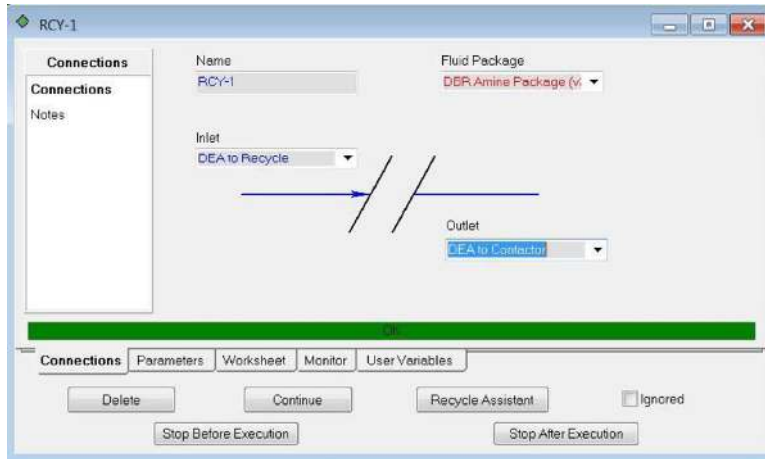 RCY-1
Connections
Connections
Notes
Name
RCY-1
Fluid Package
DBR Amine Package (v.
Inlet
DEA to Recycle
Outlet
DEA to Contactor
OK
Connections Parameters Worksheet Monitor User Variables
Delete Continue Recycle Assistant Ignored
Stop Before Execution Stop After Execution